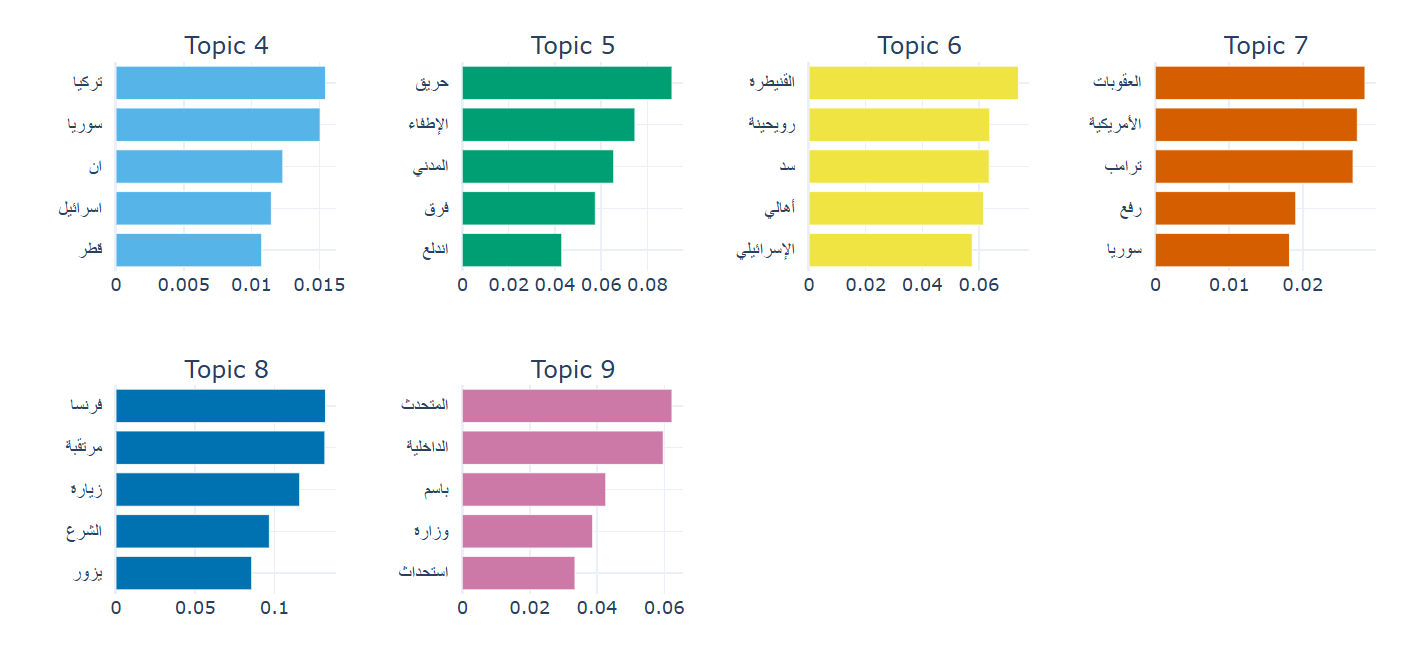 Topic 4
تركيا
سوريا
ان
اسرائيل
قطر
0 0.005 0.01 0.015
Topic 5
حريق
الإطفاء
المدني
فرق
اندلع
0 0.02 0.04 0.06 0.08
Topic 6
القنيطرة
رويحينة
سد
أهالي
الإسرائيلي
0 0.02 0.04 0.06
Topic 7
العقوبات
الأمريكية
ترامب
رفع
سوريا
0 0.01 0.02
Topic 8
فرنسا
مرتقبة
زيارة
الشرع
يزور
0 0.05 0.1
Topic 9
المتحدث
الداخلية
باسم
وزارة
استحداث
0 0.02 0.04 0.06